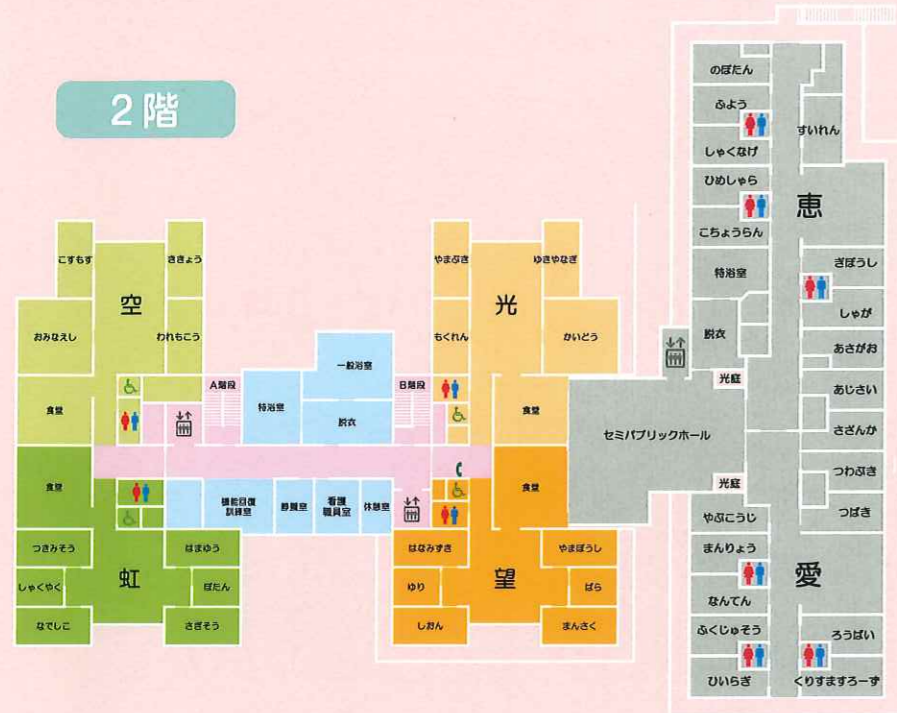 2階
こすもす
ききょう
空
おみなえし
われもこう
食堂
やまぶき
ゆきやなぎ
光
もくれん
かいどう
食堂
A階段
特浴室
一般浴室
脱衣
B階段
食堂
機能回復
訓練室
静養室
看護
職員室
休憩室
食堂
つきみそう
はまゆう
しゃくやく
虹
ぼたん
なでしこ
さぎそう
はなみずき
やまぼうし
ゆり
望
ばら
しおん
まんさく
のぼたん
ふよう
すいれん
しゃくなげ
ひめしゃら
恵
こちょうらん
特浴室
ぎぼうし
しゃが
脱衣
あさがお
光庭
あじさい
セミパブリックホール
さざんか
つわぶき
光庭
つばき
やぶこうじ
まんりょう
愛
なんてん
ふくじゅそう
ろうばい
ひいらぎ
くりすますろーず